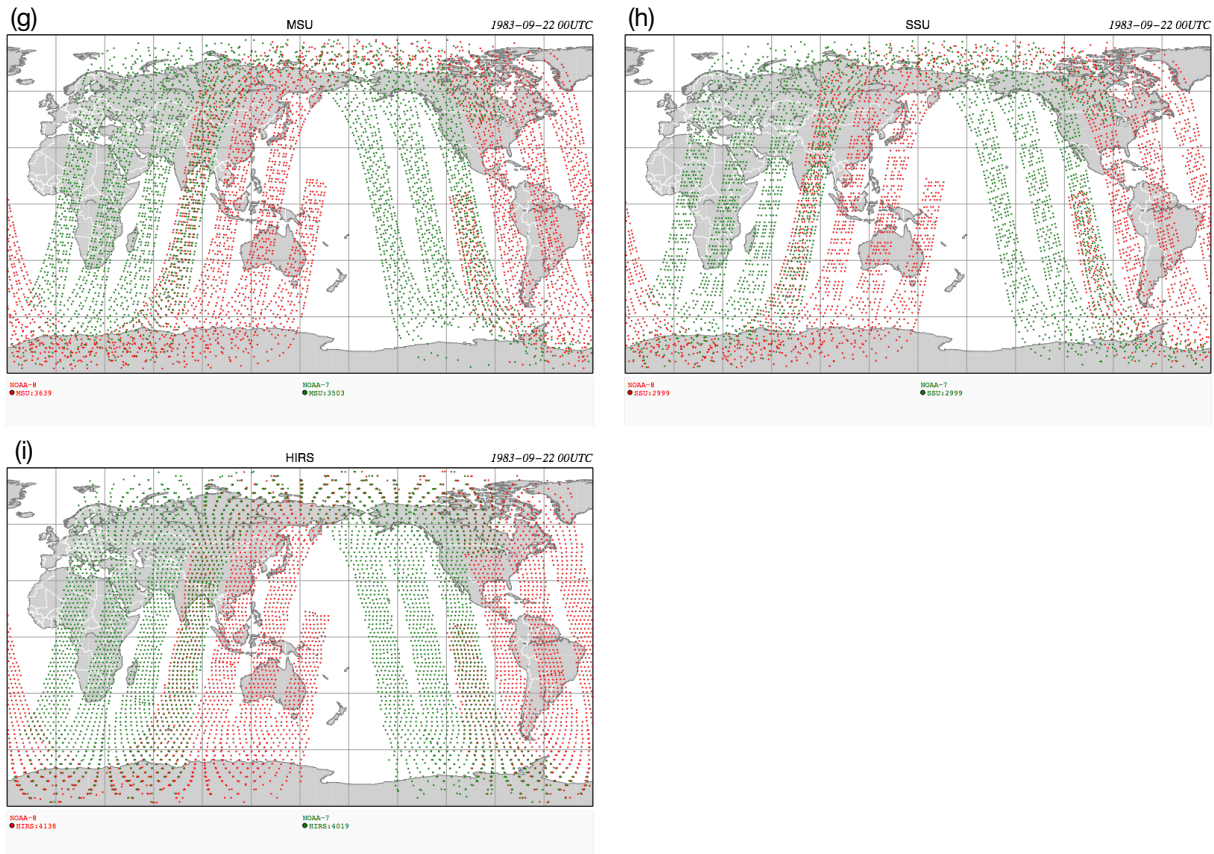 (g) MSU 1983-09-22 00UTC
NOAA-8 NOAA-7
MSU:3639 MSU:3503
(h) SSU 1983-09-22 00UTC
NOAA-8 NOAA-7
SSU:2999 SSU:2999
(i) HIRS 1983-09-22 00UTC
NOAA-8 NOAA-7
HIRS:4138 HIRS:4019